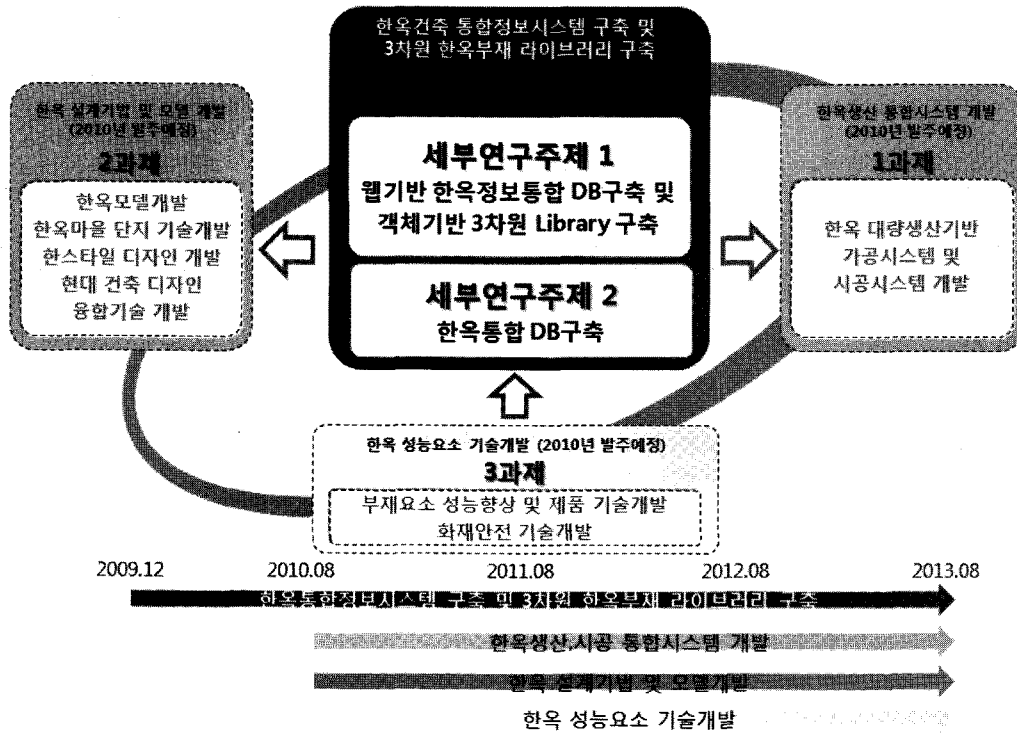 한옥건축 통합정보시스템 구축 및
3차원 한옥부재 라이브러리 구축
세부연구주제 1
웹기반 한옥정보통합 DB구축 및
객체기반 3차원 Library 구축
세부연구주제 2
한옥통합 DB구축
한옥 설계기법 및 모델 개발
(2010년 발주예정)
2과제
한옥모델개발
한옥마을 단지 기술개발
한스타일 디자인 개발
현대 건축 디자인
융합기술 개발
한옥생산 통합시스템 개발
(2010년 발주예정)
1과제
한옥 대량생산기반
가공시스템 및
시공시스템 개발
한옥 성능요소 기술개발 (2010년 발주예정)
3과제
부재요소 성능향상 및 제품 기술개발
화재안전 기술개발
2009.12 2010.08 2011.08 2012.08 2013.08
한옥통합정보시스템 구축 및 3차원 한옥부재 라이브러리 구축
한옥생산,시공 통합시스템 개발
한옥 설계기법 및 모델개발
한옥 성능요소 기술개발